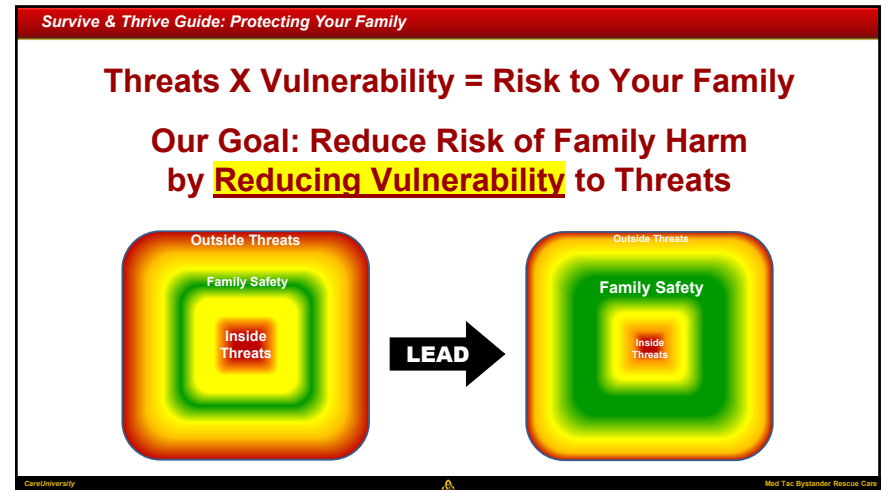 Survive & Thrive Guide: Protecting Your Family
Threats X Vulnerability = Risk to Your Family
Our Goal: Reduce Risk of Family Harm
by Reducing Vulnerability to Threats
Outside Threats
Family Safety
Inside
Threats
LEAD
Outside Threats
Family Safety
Inside
Threats
CareUniversity
Med Tac Bystander Rescue Care